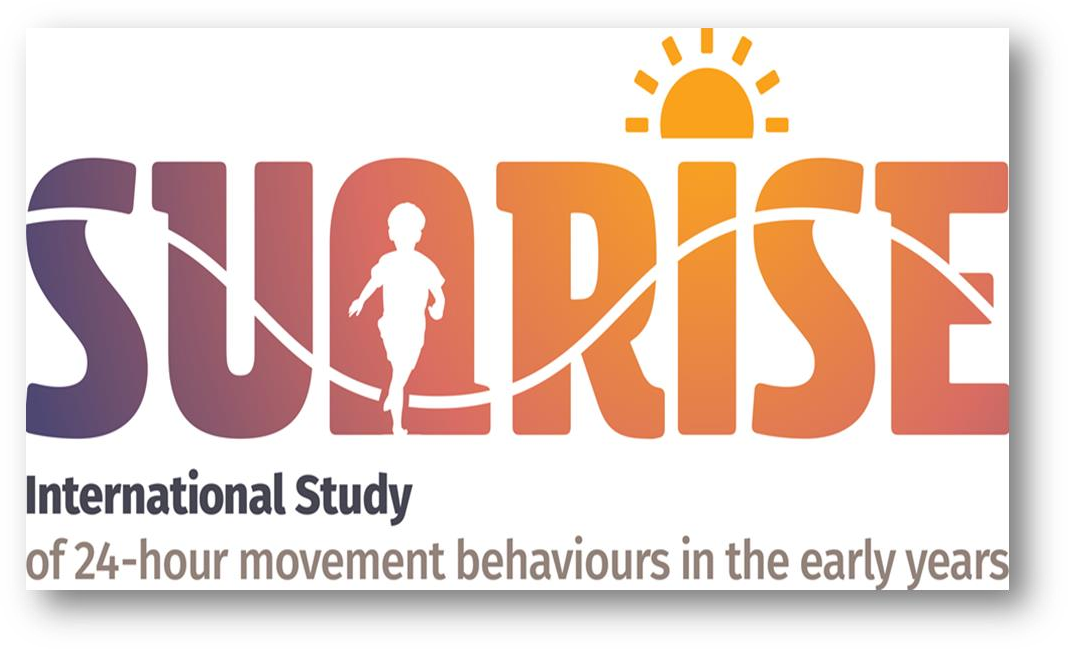 SUNRISE
International Study
of 24-hour movement behaviours in the early years